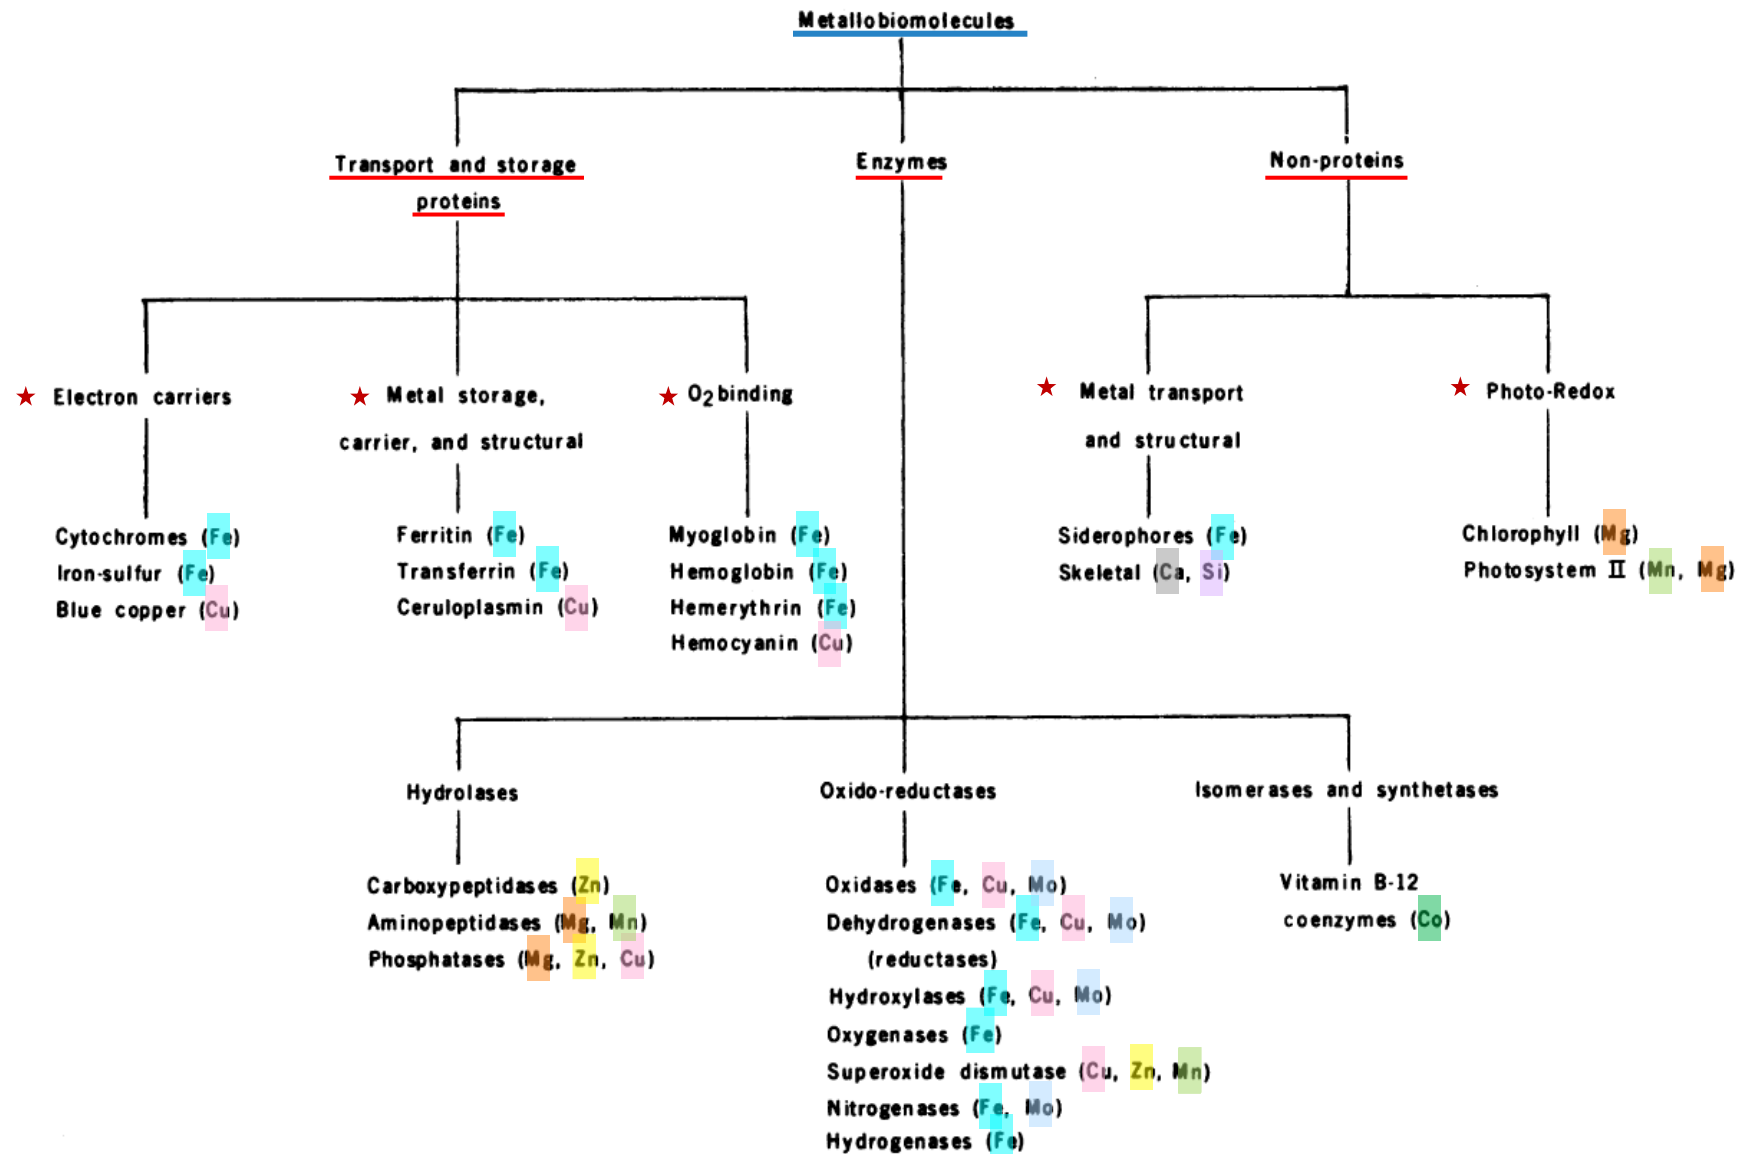 Metallobiomolecules
Transport and storage
proteins
Enzymes
Non-proteins
Electron carriers
Metal storage,
carrier, and structural
O2 binding
Metal transport
and structural
Photo-Redox
Cytochromes (Fe)
Iron-sulfur (Fe)
Blue copper (Cu)
Ferritin (Fe)
Transferrin (Fe)
Ceruloplasmin (Cu)
Myoglobin (Fe)
Hemoglobin (Fe)
Hemerythrin (Fe)
Hemocyanin (Cu)
Siderophores (Fe)
Skeletal (Ca, Si)
Chlorophyll (Mg)
Photosystem II (Mn, Mg)
Hydrolases
Oxido-reductases
Isomerases and synthetases
Carboxypeptidases (Zn)
Aminopeptidases (Mg, Mn)
Phosphatases (Mg, Zn, Cu)
Oxidases (Fe, Cu, Mo)
Dehydrogenases (Fe, Cu, Mo)
(reductases)
Hydroxylases (Fe, Cu, Mo)
Oxygenases (Fe)
Superoxide dismutase (Cu, Zn, Mn)
Nitrogenases (Fe, Mo)
Hydrogenases (Fe)
Vitamin B-12
coenzymes (Co)